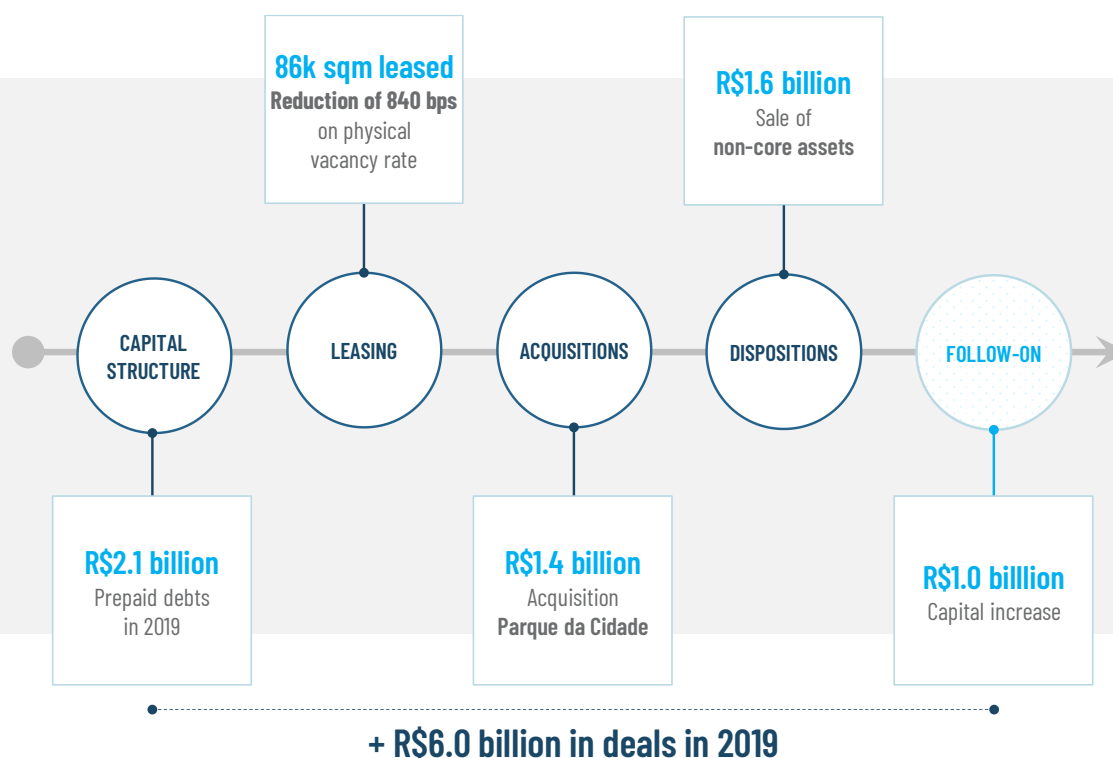 86k sqm leased
Reduction of 840 bps
on physical
vacancy rate
R$1.6 billion
Sale of
non-core assets
CAPITAL
STRUCTURE
LEASING
ACQUISITIONS
DISPOSITIONS
FOLLOW-ON
R$2.1 billion
Prepaid debts
in 2019
R$1.4 billion
Acquisition
Parque da Cidade
R$1.0 billlion
Capital increase
+ R$6.0 billion in deals in 2019